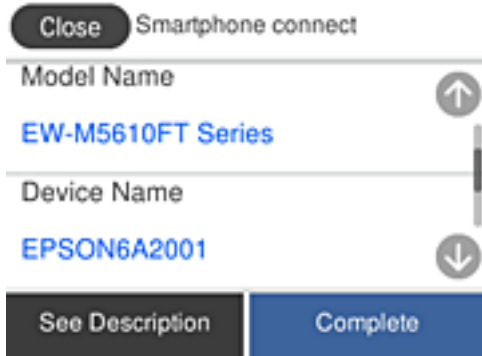 Close Smartphone connect
Model Name
EW-M5610FT Series
Device Name
EPSON6A2001
See Description Complete